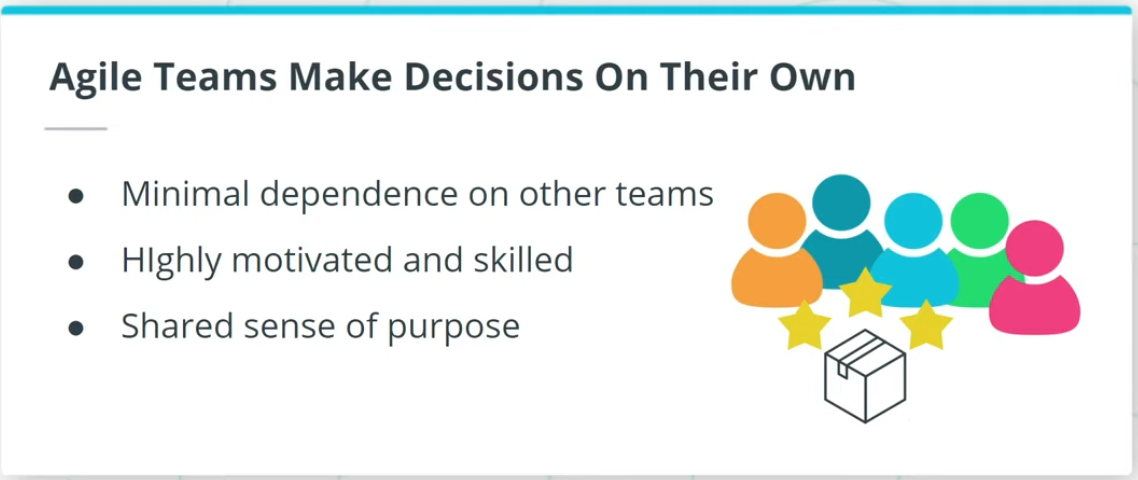 Agile Teams Make Decisions On Their Own
● Minimal dependence on other teams
● HIghly motivated and skilled
● Shared sense of purpose